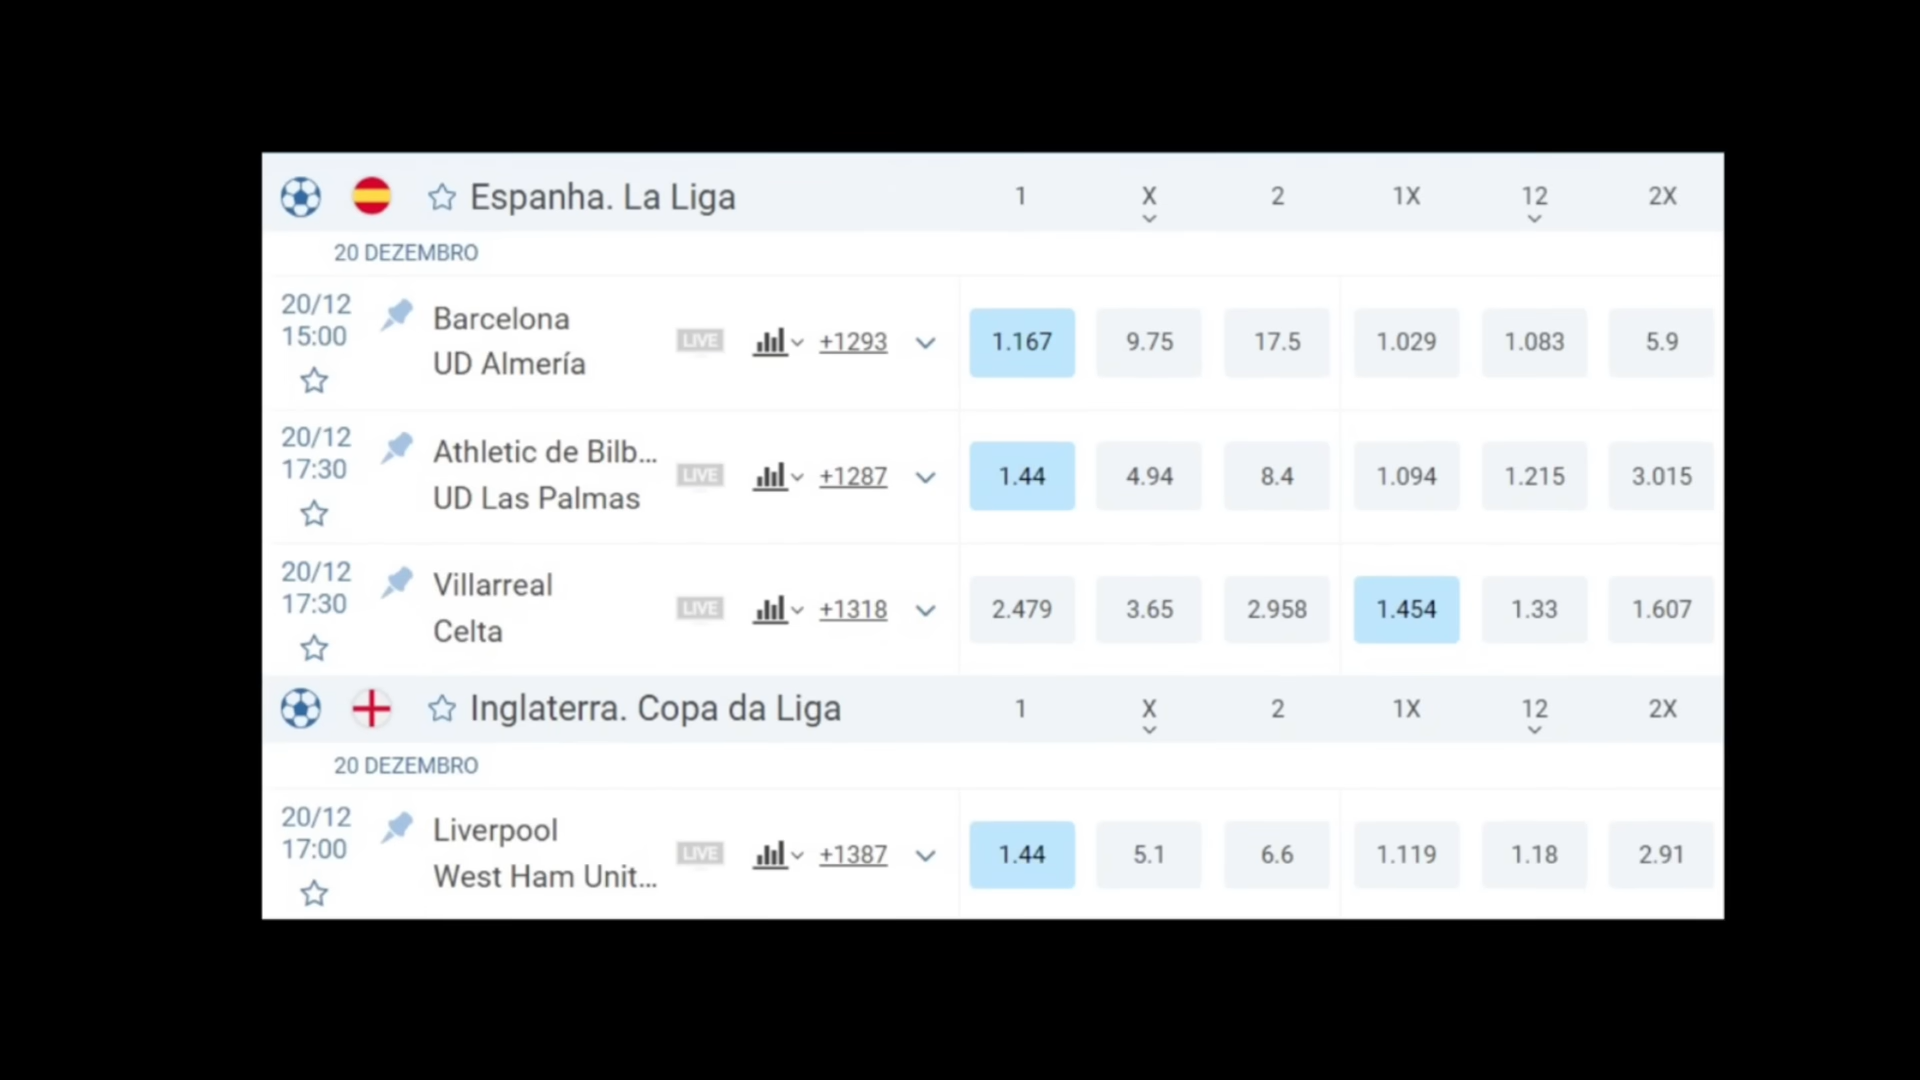 Espanha. La Liga 1 X 2 1X 12 2X
20 DEZEMBRO
20/12 15:00 Barcelona UD Almería LIVE +1293 1.167 9.75 17.5 1.029 1.083 5.9
20/12 17:30 Athletic de Bilb... UD Las Palmas LIVE +1287 1.44 4.94 8.4 1.094 1.215 3.015
20/12 17:30 Villarreal Celta LIVE +1318 2.479 3.65 2.958 1.454 1.33 1.607
Inglaterra. Copa da Liga 1 X 2 1X 12 2X
20 DEZEMBRO
20/12 17:00 Liverpool West Ham Unit... LIVE +1387 1.44 5.1 6.6 1.119 1.18 2.91